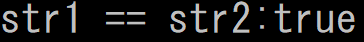 str1 == str2:true